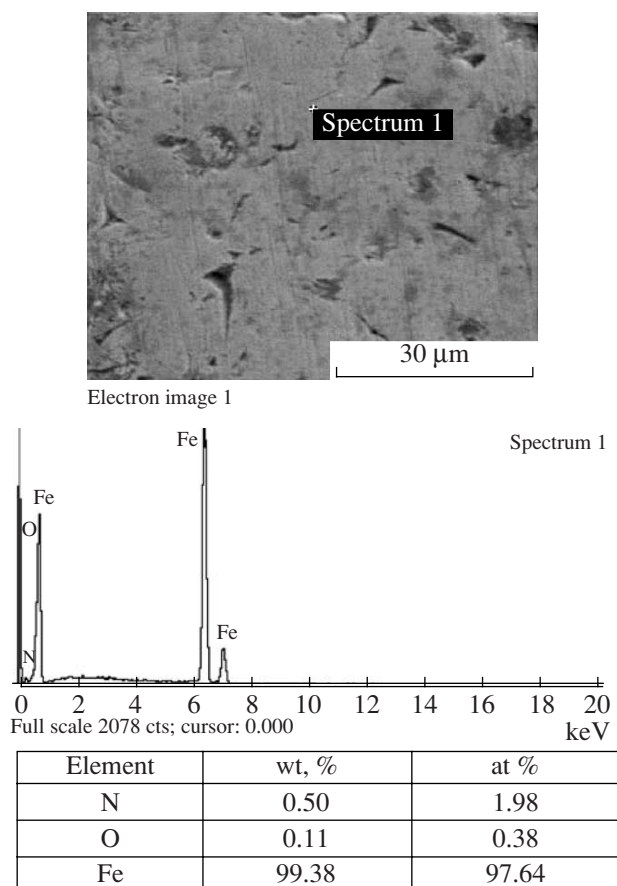 Spectrum 1
30 μm
Electron image 1
Fe
Spectrum 1
Fe
O
Fe
N
0 2 4 6 8 10 12 14 16 18 20
Full scale 2078 cts; cursor: 0.000
keV
Element wt, % at %
N 0.50 1.98
O 0.11 0.38
Fe 99.38 97.64